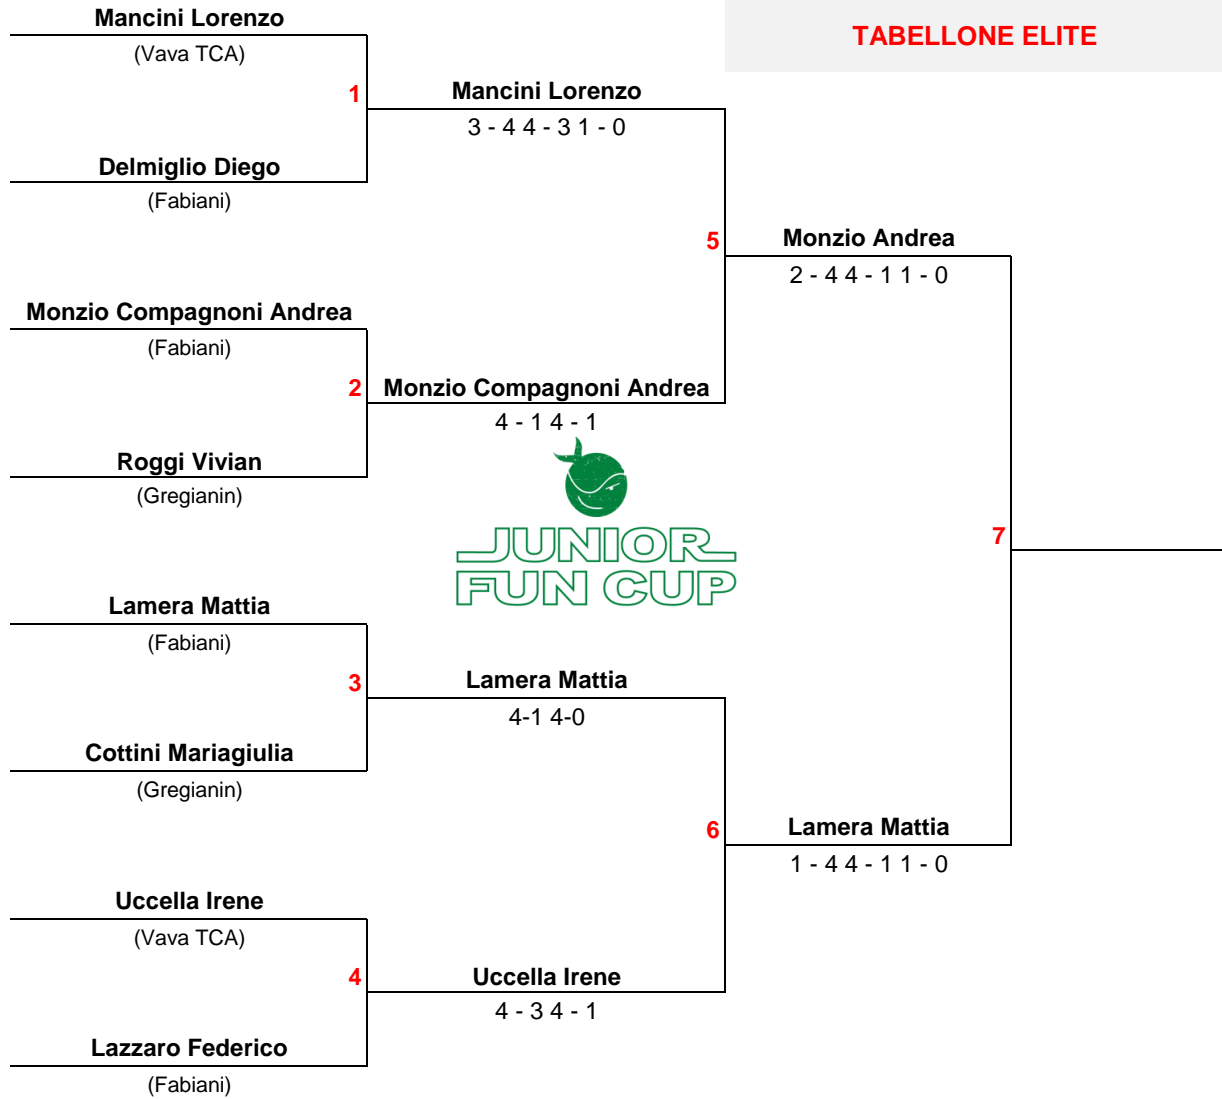 Mancini Lorenzo
(Vava TCA)
TABELLONE ELITE
1
Mancini Lorenzo
3 - 4 4 - 3 1 - 0
Delmiglio Diego
(Fabiani)
5
Monzio Andrea
2 - 4 4 - 1 1 - 0
Monzio Compagnoni Andrea
(Fabiani)
2
Monzio Compagnoni Andrea
4 - 1 4 - 1
Roggi Vivian
(Gregianin)
JUNIOR
FUN CUP
7
Lamera Mattia
(Fabiani)
3
Lamera Mattia
4-1 4-0
Cottini Mariagiulia
(Gregianin)
6
Lamera Mattia
1 - 4 4 - 1 1 - 0
Uccella Irene
(Vava TCA)
4
Uccella Irene
4 - 3 4 - 1
Lazzaro Federico
(Fabiani)